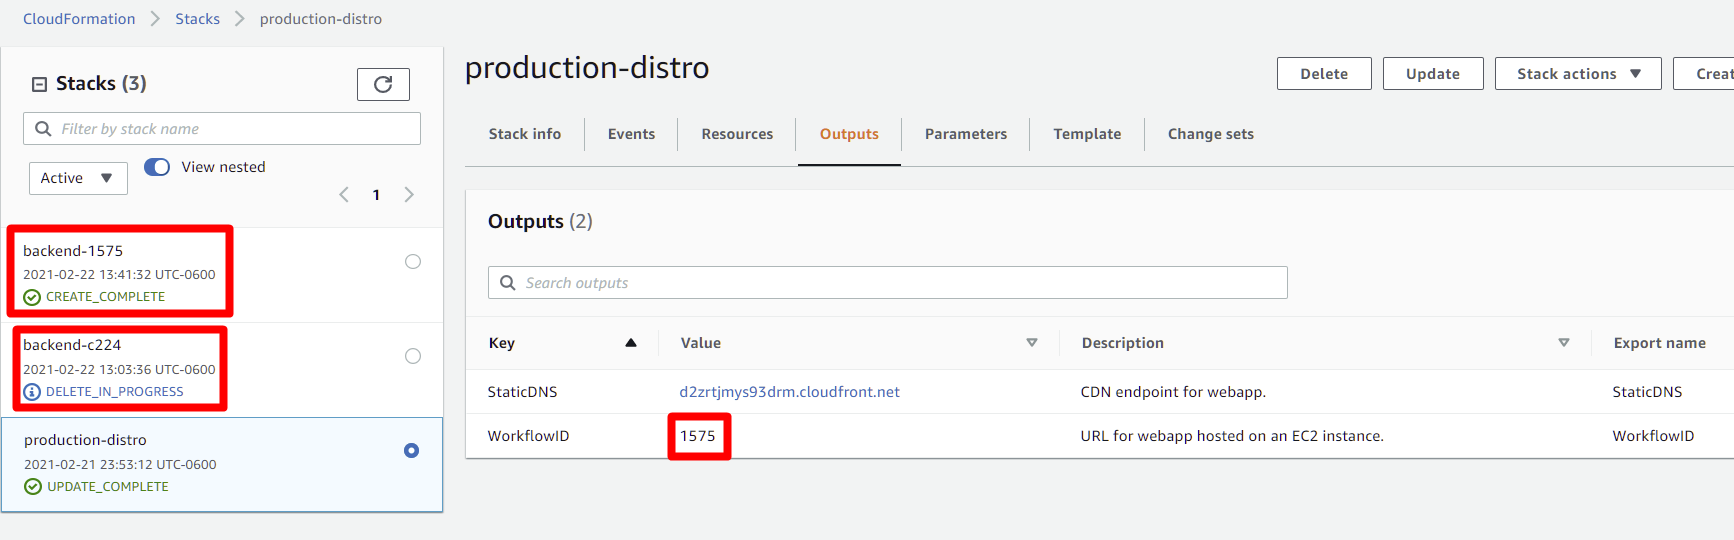 CloudFormation > Stacks > production-distro
Stacks (3)
Filter by stack name
Active
View nested
1
backend-1575
2021-02-22 13:41:32 UTC-0600
CREATE_COMPLETE
backend-c224
2021-02-22 13:03:36 UTC-0600
DELETE_IN_PROGRESS
production-distro
2021-02-21 23:53:12 UTC-0600
UPDATE_COMPLETE
production-distro
Delete Update Stack actions Creat
Stack info Events Resources Outputs Parameters Template Change sets
Outputs (2)
Search outputs
Key Value Description Export name
StaticDNS d2zrtjmys93drm.cloudfront.net CDN endpoint for webapp. StaticDNS
WorkflowID 1575 URL for webapp hosted on an EC2 instance. WorkflowID